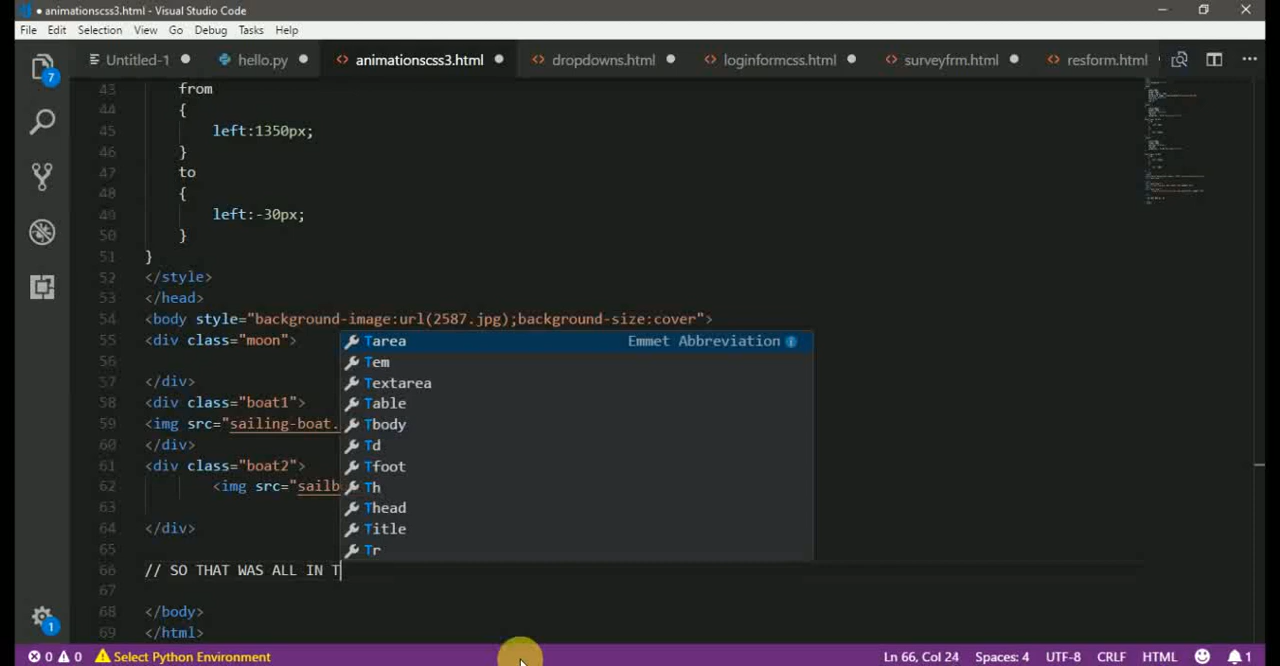 animationscss3.html - Visual Studio Code
File Edit Selection View Go Debug Tasks Help
Untitled-1 hello.py animationscss3.html dropdowns.html loginformcss.html surveyfrm.html resform.html
7
43 from
44 {
45 left:1350px;
46 }
47 to
48 {
49 left:-30px;
50 }
51 }
52 </style>
53 </head>
54 <body style="background-image:url(2587.jpg);background-size:cover">
55 <div class="moon">
Tarea Emmet Abbreviation
56
Tem
57 </div>
Textarea
58 <div class="boat1">
Table
59 <img src="sailing-boat.
Tbody
60 </div>
Td
61 <div class="boat2">
Tfoot
62 <img src="sailb
Th
63
Thead
64 </div>
Title
65
Tr
66 // SO THAT WAS ALL IN T
67
68 </body>
69 </html>
1
0 0 Select Python Environment Ln 66, Col 24 Spaces: 4 UTF-8 CRLF HTML 1